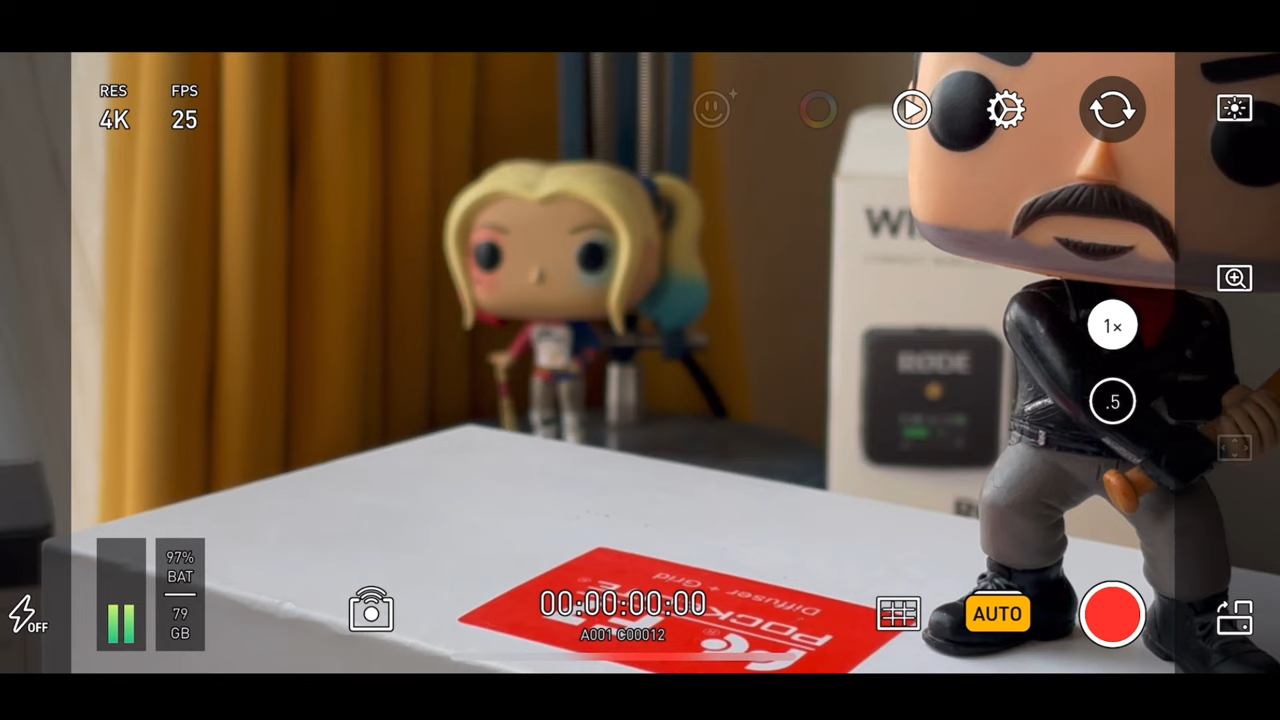 RES FPS
4K 25
WI
1×
RØDE
.5
97%
BAT
79
GB
OFF
Diffuser + Grid
POCK
00:00:00:00
A001 C00012
AUTO